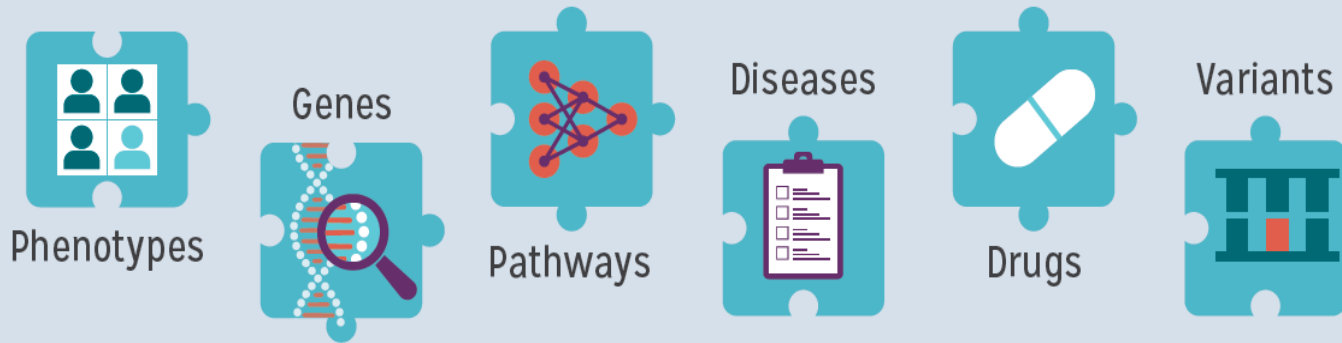 Phenotypes
Genes
Pathways
Diseases
Drugs
Variants